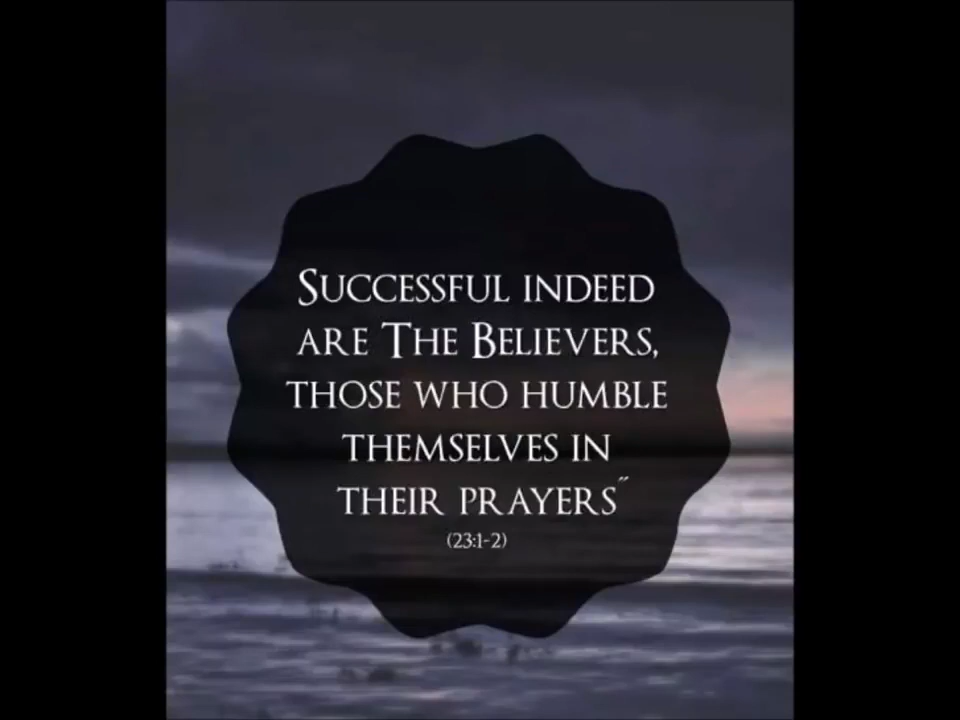 Successful indeed
are The Believers,
those who humble
themselves in
their prayers"
(23:1-2)